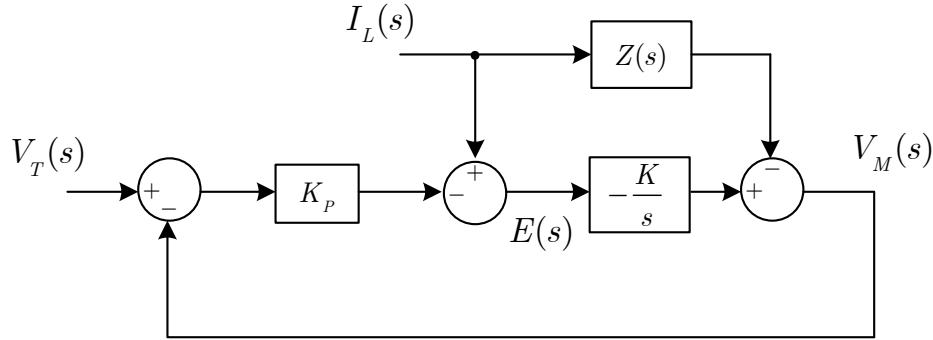 I_L(s)
Z(s)
V_T(s)
+
−
K_P
−
+
E(s)
−K/s
+
−
V_M(s)